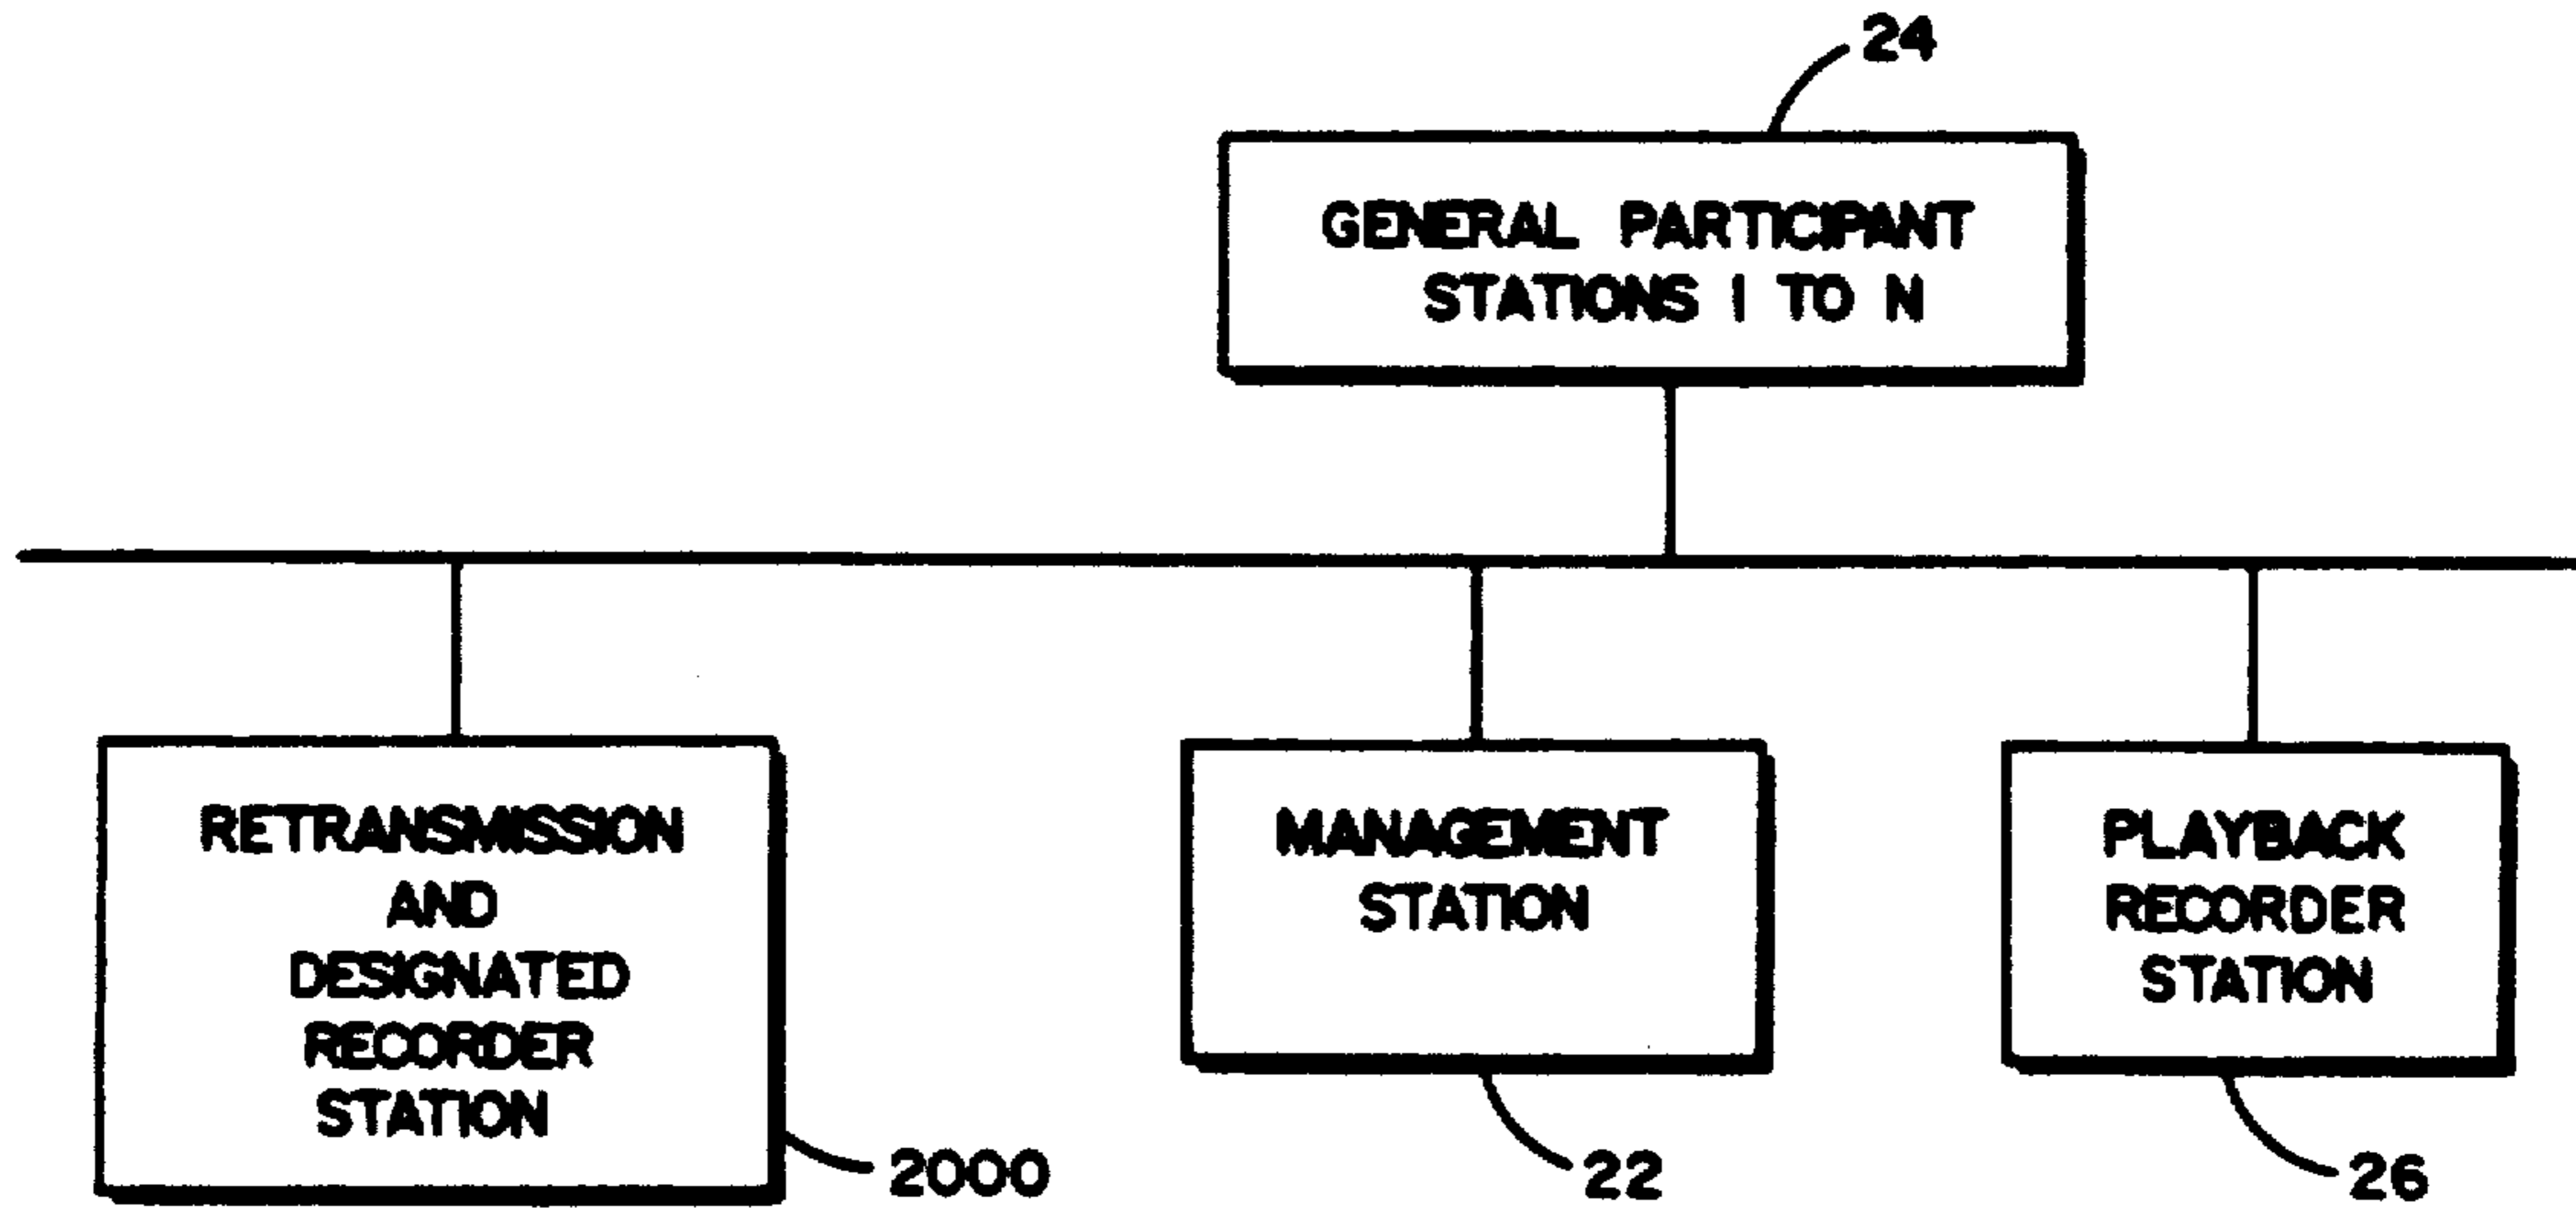 24
GENERAL PARTICIPANT
STATIONS 1 TO N
RETRANSMISSION
AND
DESIGNATED
RECORDER
STATION
2000
MANAGEMENT
STATION
22
PLAYBACK
RECORDER
STATION
26